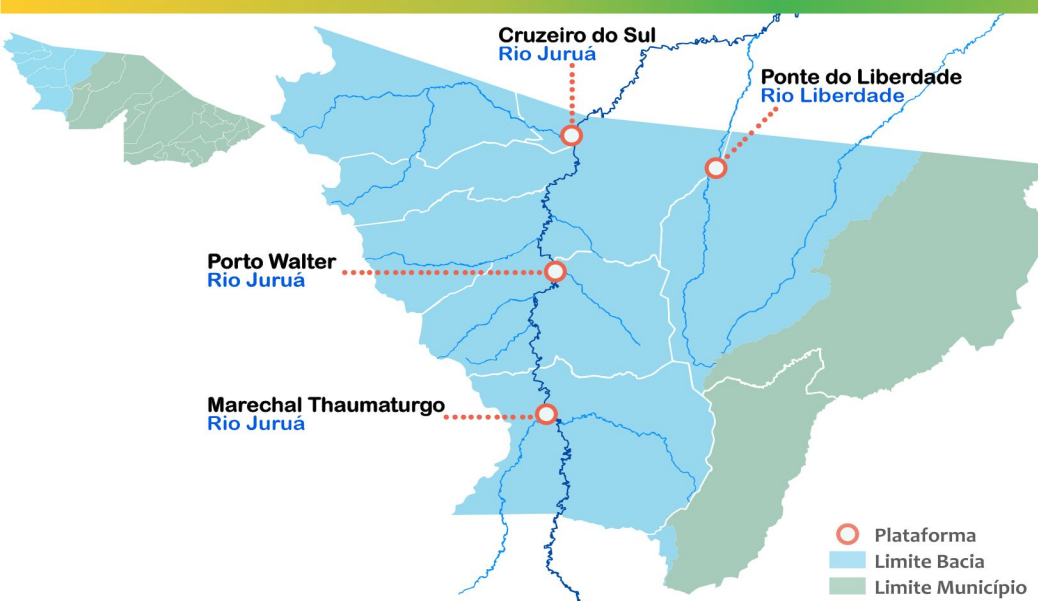 Cruzeiro do Sul
Rio Juruá
Ponte do Liberdade
Rio Liberdade
Porto Walter
Rio Juruá
Marechal Thaumaturgo
Rio Juruá
Plataforma
Limite Bacia
Limite Município